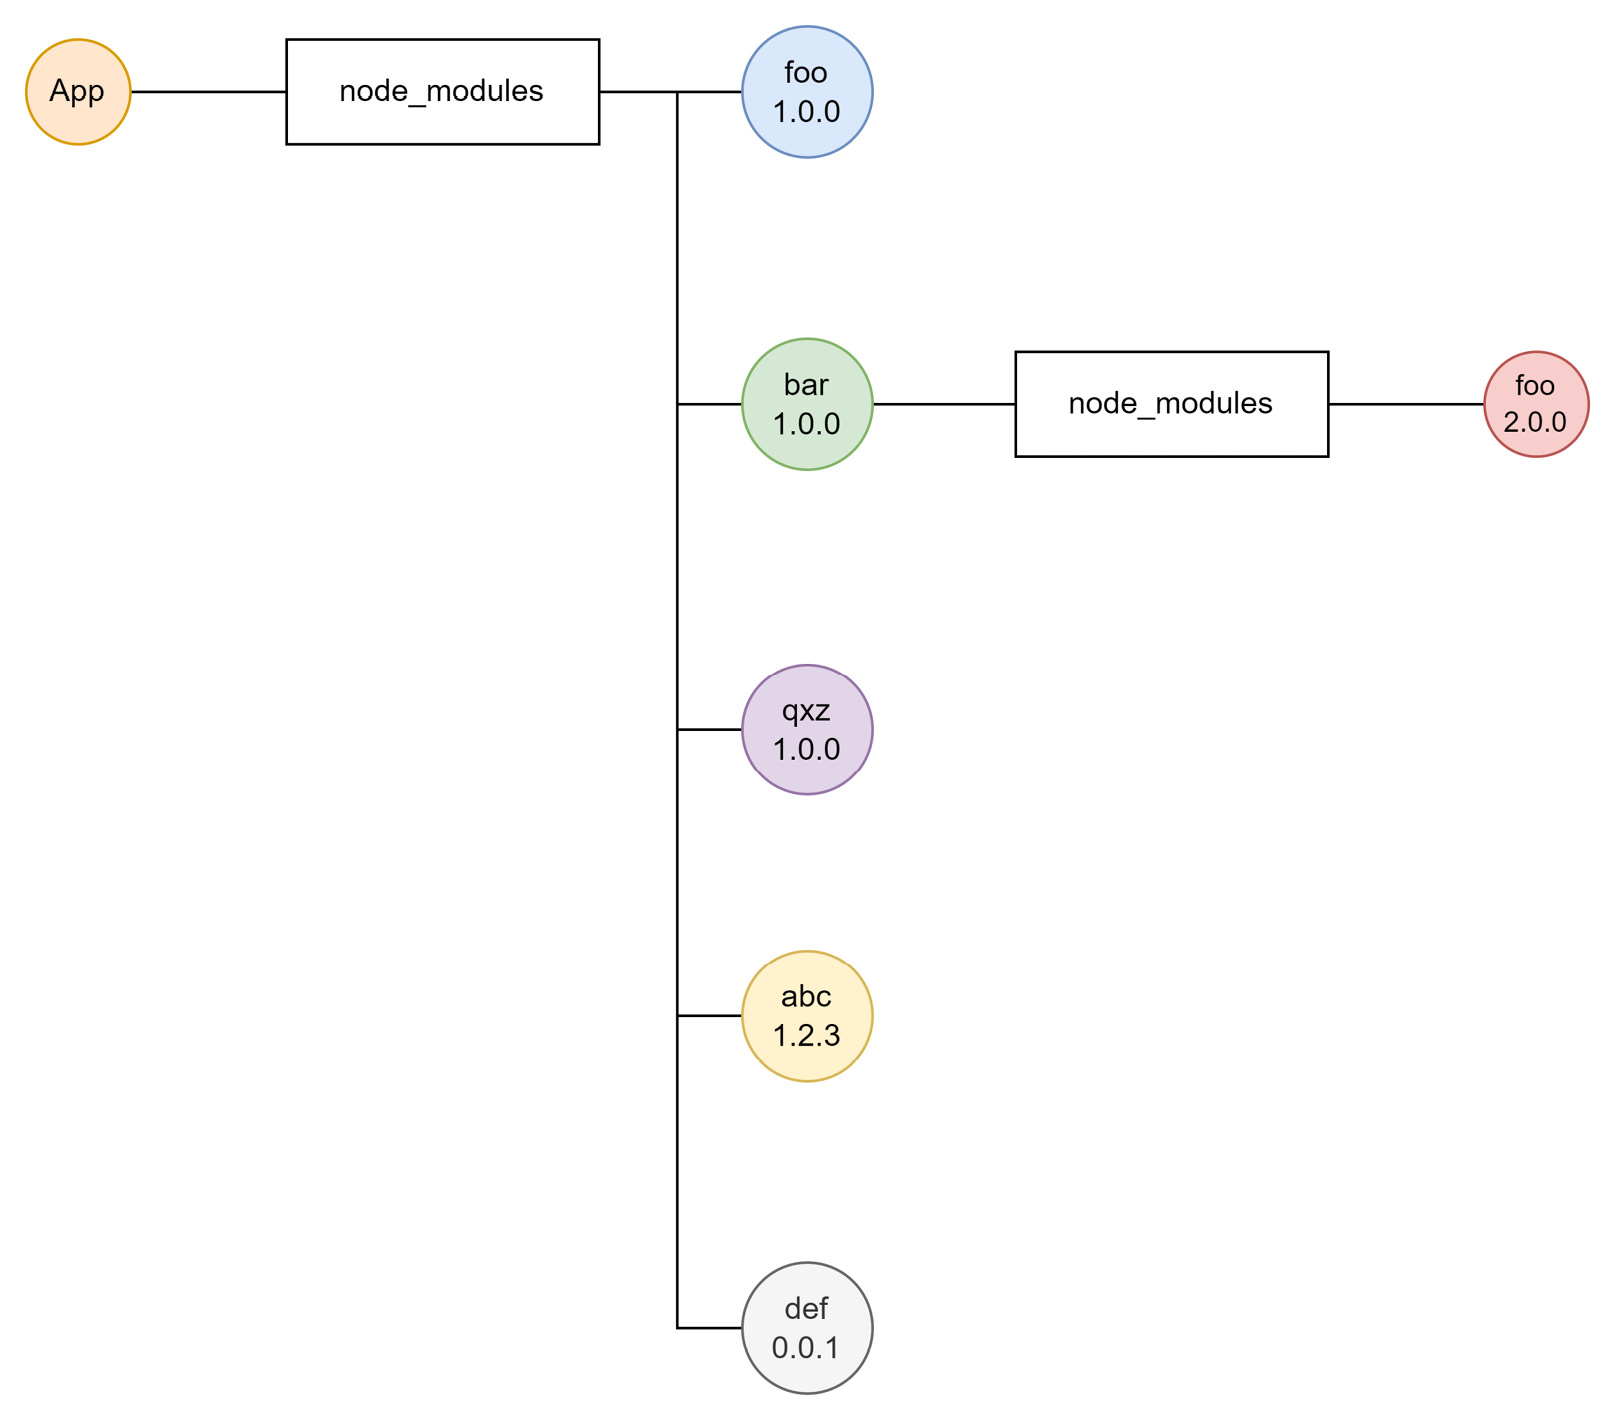 App
node_modules
foo
1.0.0
bar
1.0.0
node_modules
foo
2.0.0
qxz
1.0.0
abc
1.2.3
def
0.0.1